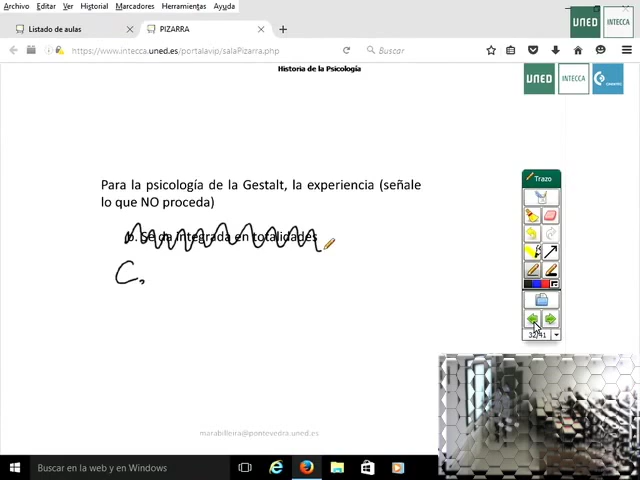 Archivo Editar Ver Historial Marcadores Herramientas Ayuda
Listado de aulas
PIZARRA
https://www.intecca.uned.es/portalavip/salaPizarra.php
Buscar
UNED
INTECCA
Historia de la Psicología
UNED
INTECCA
Trazo
Para la psicología de la Gestalt, la experiencia (señale
lo que NO proceda)
b. Se da integrada en totalidades
C.
32/41
marabilleira@pontevedra.uned.es
Buscar en la web y en Windows